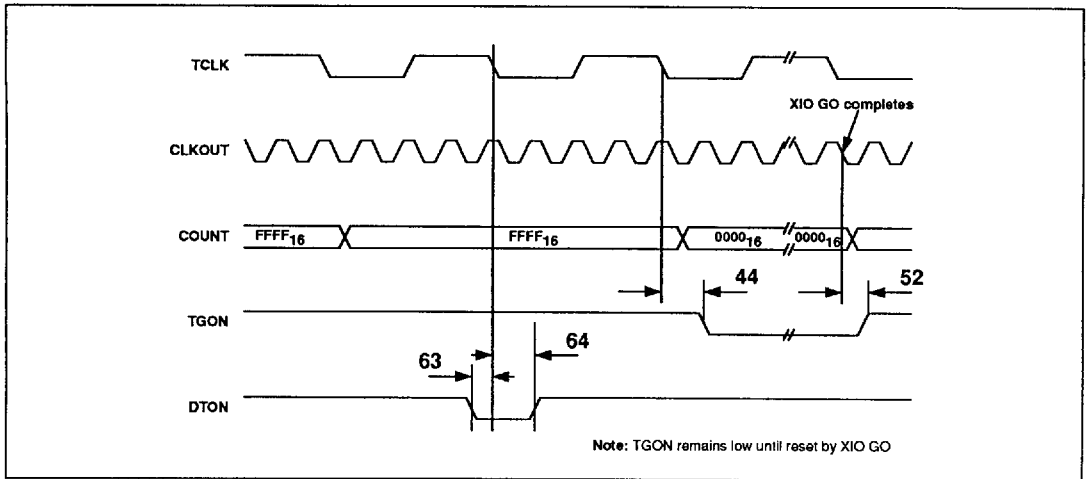 TCLK
XIO GO completes
CLKOUT
COUNT FFFF16 FFFF16 000016 000016
44 52
TGON
64
63
DTON
Note: TGON remains low until reset by XIO GO